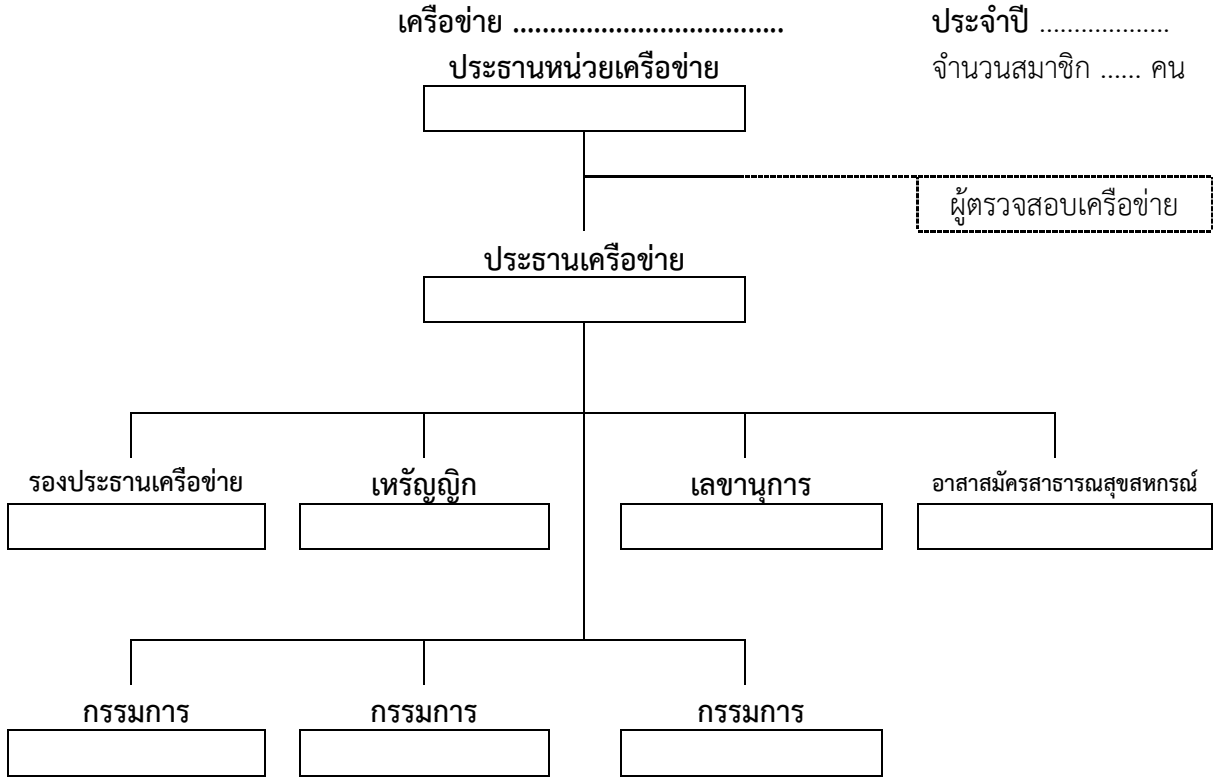 เครือข่าย ..................................... ประจำปี ..................
ประธานหน่วยเครือข่าย จำนวนสมาชิก ...... คน
ผู้ตรวจสอบเครือข่าย
ประธานเครือข่าย
รองประธานเครือข่าย เหรัญญิก เลขานุการ อาสาสมัครสาธารณสุขสหกรณ์
กรรมการ กรรมการ กรรมการ